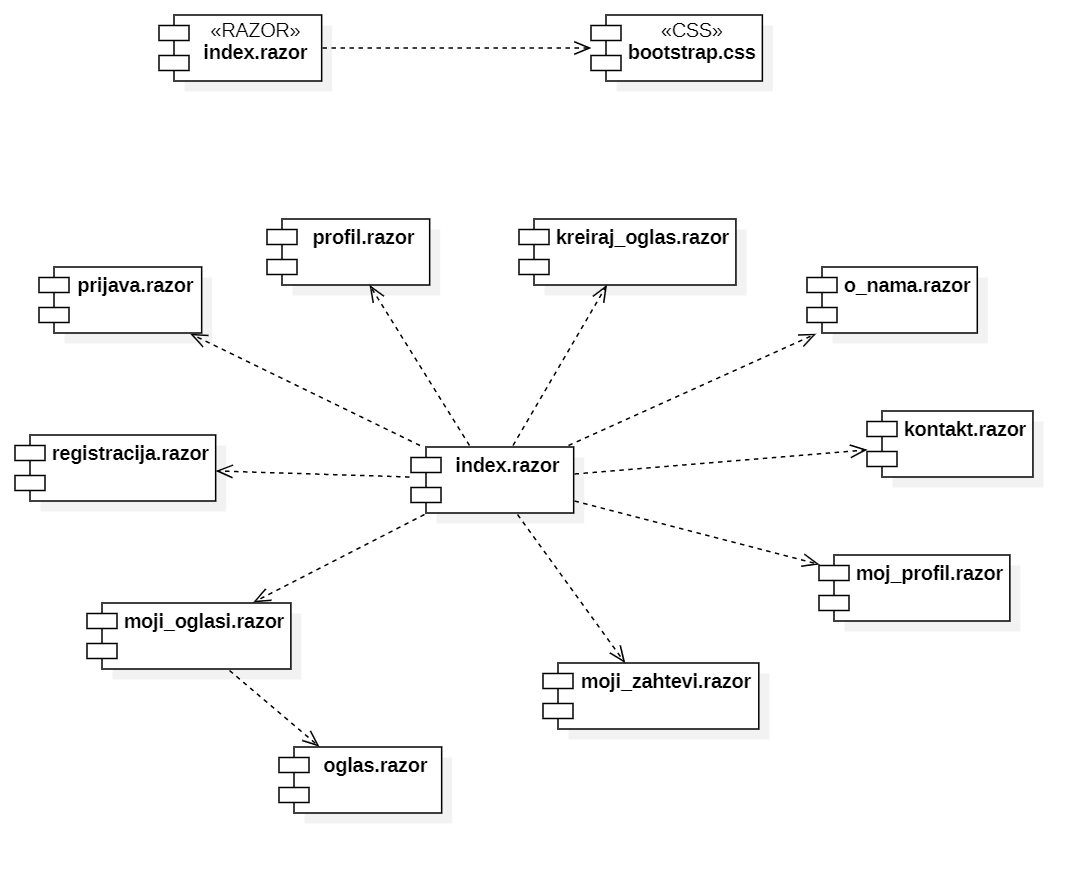 «RAZOR»
index.razor
«CSS»
bootstrap.css
profil.razor
kreiraj_oglas.razor
prijava.razor
o_nama.razor
kontakt.razor
registracija.razor
index.razor
moj_profil.razor
moji_oglasi.razor
moji_zahtevi.razor
oglas.razor